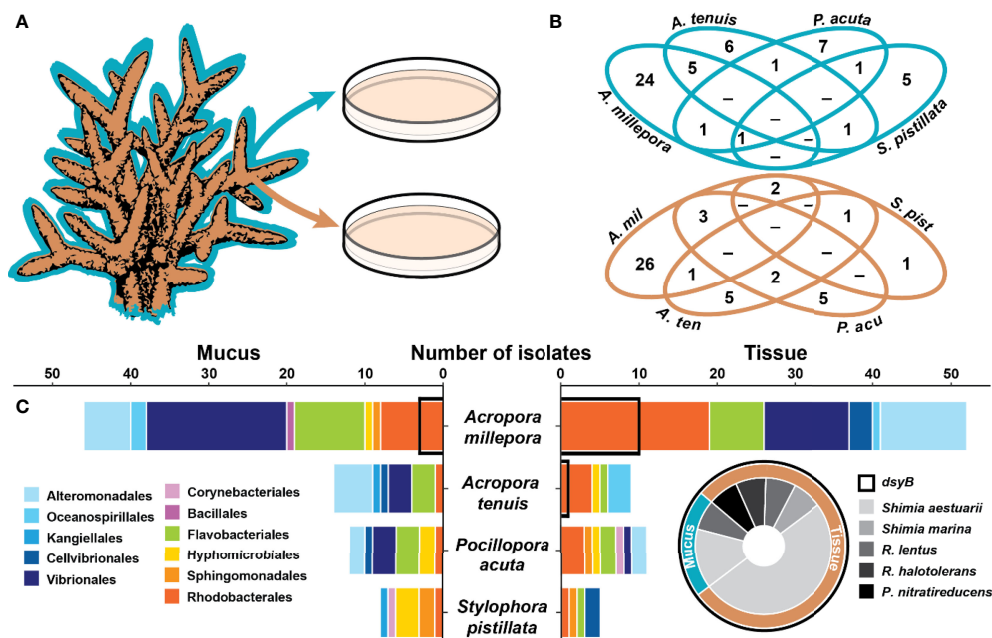 A
B
A. tenuis
P. acuta
A. millepora
S. pistillata
6
7
24
5
1
1
5
–
–
1
–
1
1
–
–
A. mil
S. pist
A. ten
P. acu
2
3
–
–
1
–
26
–
–
1
1
2
5
5
Mucus
Number of isolates
Tissue
50
40
30
20
10
0
0
10
20
30
40
50
C
Acropora
millepora
Acropora
tenuis
Pocillopora
acuta
Stylophora
pistillata
Alteromonadales
Oceanospirillales
Kangiellales
Cellvibrionales
Vibrionales
Corynebacteriales
Bacillales
Flavobacteriales
Hyphomicrobiales
Sphingomonadales
Rhodobacterales
Mucus
Tissue
dsyB
Shimia aestuarii
Shimia marina
R. lentus
R. halotolerans
P. nitratireducens